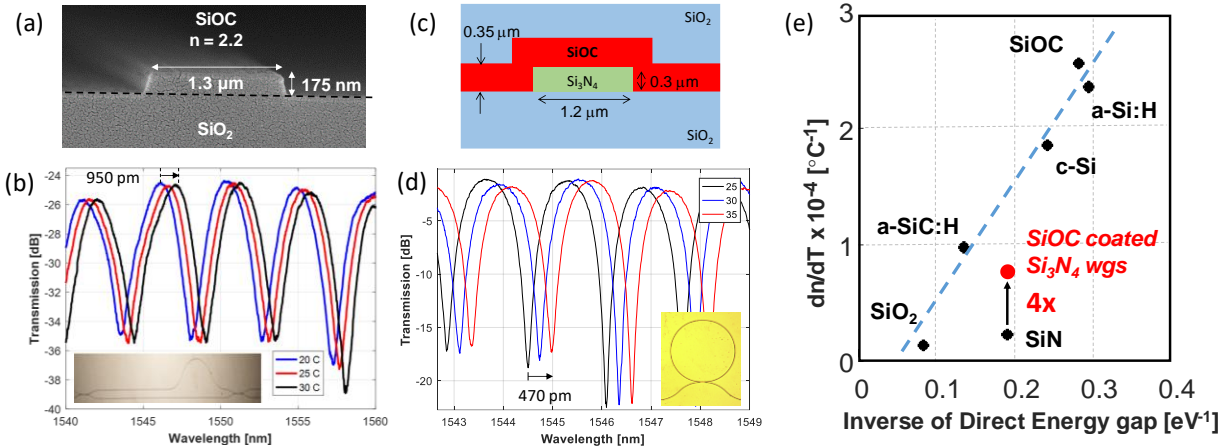 (a)
SiOC
n = 2.2
1.3 µm
175 nm
SiO2
(b)
950 pm
Transmission [dB]
-24
-26
-28
-30
-32
-34
-36
-38
-40
1540
1545
1550
1555
1560
Wavelength [nm]
20 C
25 C
30 C
(c)
SiO2
0.35 µm
SiOC
Si3N4
0.3 µm
1.2 µm
SiO2
(d)
Transmission [dB]
-5
-10
-15
-20
1543
1544
1545
1546
1547
1548
1549
Wavelength [nm]
25
30
35
470 pm
(e)
dn/dT x 10-4 [°C-1]
3
2
1
0
SiOC
a-Si:H
c-Si
a-SiC:H
SiOC coated
Si3N4 wgs
4x
SiO2
SiN
0
0.1
0.2
0.3
0.4
Inverse of Direct Energy gap [eV-1]